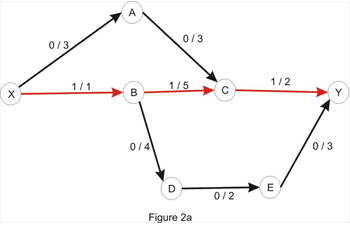 A
0 / 3
0 / 3
X
1 / 1
B
1 / 5
C
1 / 2
Y
0 / 4
0 / 3
D
0 / 2
E
Figure 2a